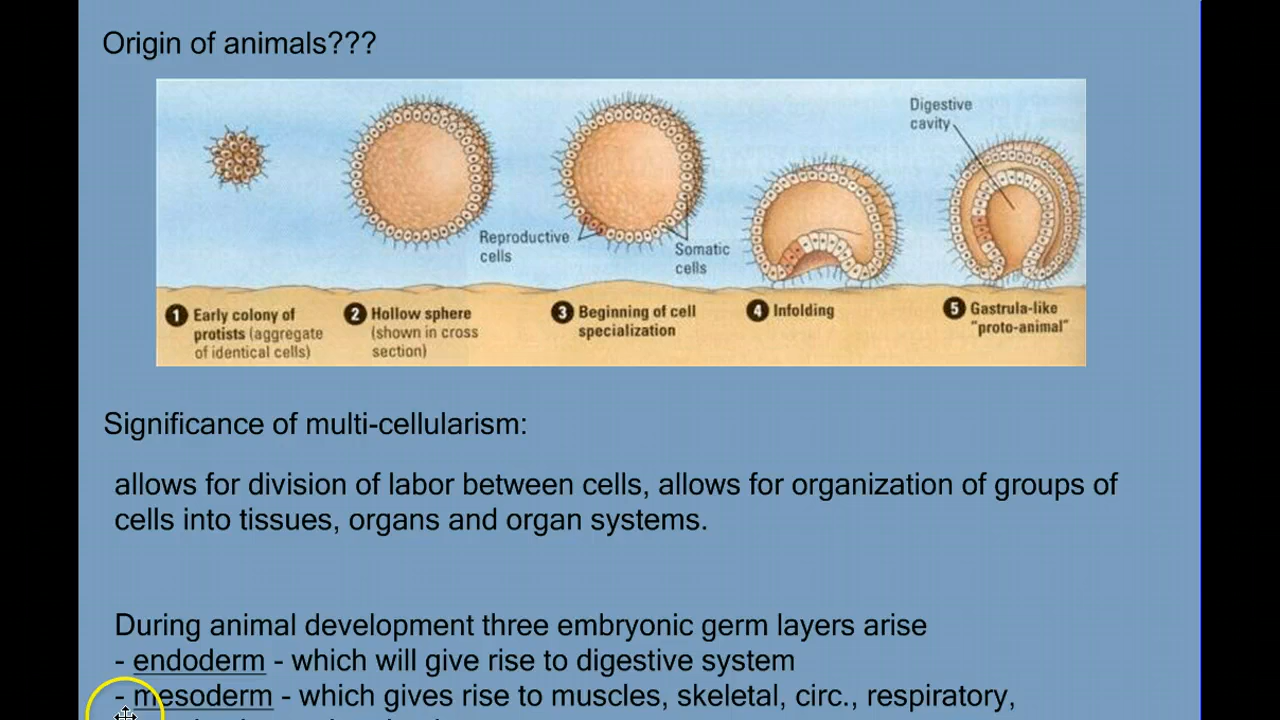 Origin of animals???
Digestive
cavity
Reproductive
cells
Somatic
cells
1 Early colony of
protists (aggregate
of identical cells)
2 Hollow sphere
(shown in cross
section)
3 Beginning of cell
specialization
4 Infolding
5 Gastrula-like
"proto-animal"
Significance of multi-cellularism:
allows for division of labor between cells, allows for organization of groups of
cells into tissues, organs and organ systems.
During animal development three embryonic germ layers arise
- endoderm - which will give rise to digestive system
- mesoderm - which gives rise to muscles, skeletal, circ., respiratory,